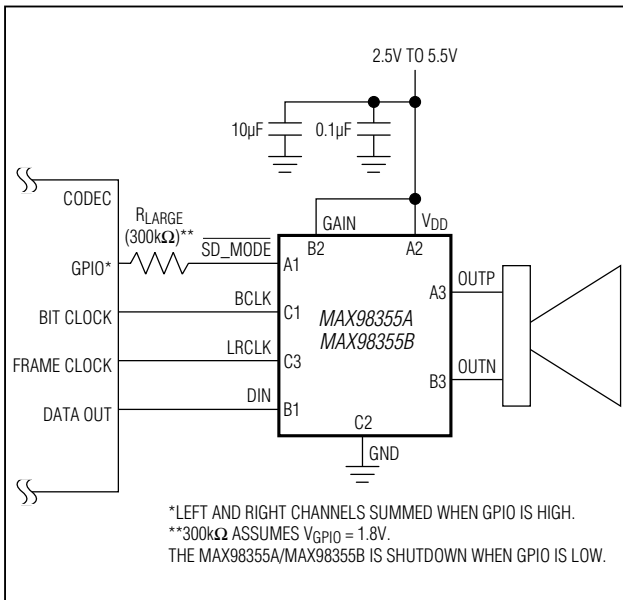 2.5V TO 5.5V
10µF
0.1µF
CODEC
RLARGE
(300kΩ)**
SD_MODE
GAIN
VDD
B2
A2
GPIO*
A1
BCLK
BIT CLOCK
C1
MAX98355A
MAX98355B
A3
OUTP
LRCLK
FRAME CLOCK
C3
B3
OUTN
DIN
DATA OUT
B1
C2
GND
*LEFT AND RIGHT CHANNELS SUMMED WHEN GPIO IS HIGH.
**300kΩ ASSUMES VGPIO = 1.8V.
THE MAX98355A/MAX98355B IS SHUTDOWN WHEN GPIO IS LOW.